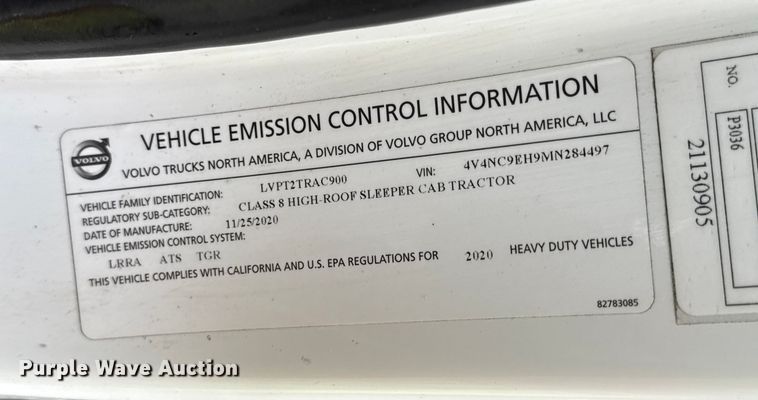 VOLVO
VEHICLE EMISSION CONTROL INFORMATION
VOLVO TRUCKS NORTH AMERICA, A DIVISION OF VOLVO GROUP NORTH AMERICA, LLC
VEHICLE FAMILY IDENTIFICATION: LVPT2TRAC900 VIN: 4V4NC9EH9MN284497
REGULATORY SUB-CATEGORY: CLASS 8 HIGH-ROOF SLEEPER CAB TRACTOR
DATE OF MANUFACTURE: 11/25/2020
VEHICLE EMISSION CONTROL SYSTEM:
LRRA ATS TGR
THIS VEHICLE COMPLIES WITH CALIFORNIA AND U.S. EPA REGULATIONS FOR 2020 HEAVY DUTY VEHICLES
82783085
NO.
P3036
21130905
Purple Wave Auction